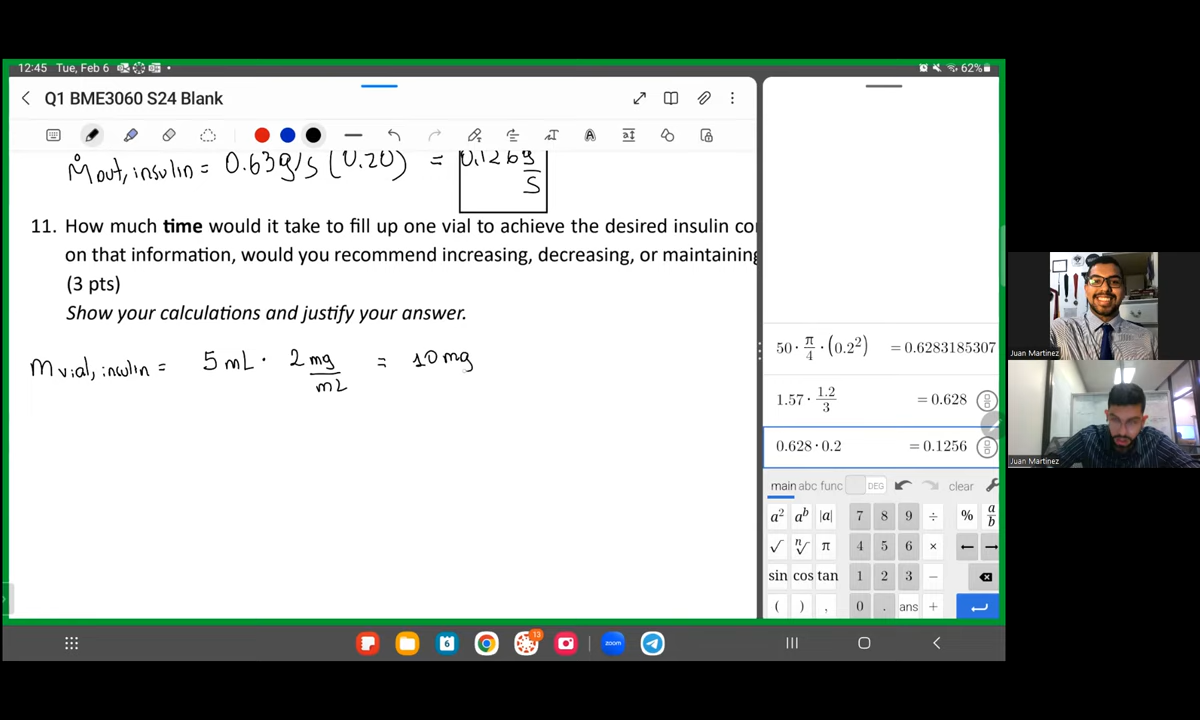 12:45 Tue, Feb 6
62%
Q1 BME3060 S24 Blank
ṁout, insulin = 0.63g/s (0.20) = 0.126 g/s
11. How much time would it take to fill up one vial to achieve the desired insulin co
on that information, would you recommend increasing, decreasing, or maintaining
(3 pts)
Show your calculations and justify your answer.
mvial, insulin = 5 mL · 2 mg/mL = 10 mg
50 · π/4 · (0.2²) = 0.6283185307
1.57 · 1.2/3 = 0.628
0.628 · 0.2 = 0.1256
main abc func DEG clear
a² aᵇ |a| 7 8 9 ÷ % a/b
√ ⁿ√ π 4 5 6 × ← →
sin cos tan 1 2 3 −
( ) , 0 . ans +
6 13 zoom
Juan Martinez
Juan Martinez